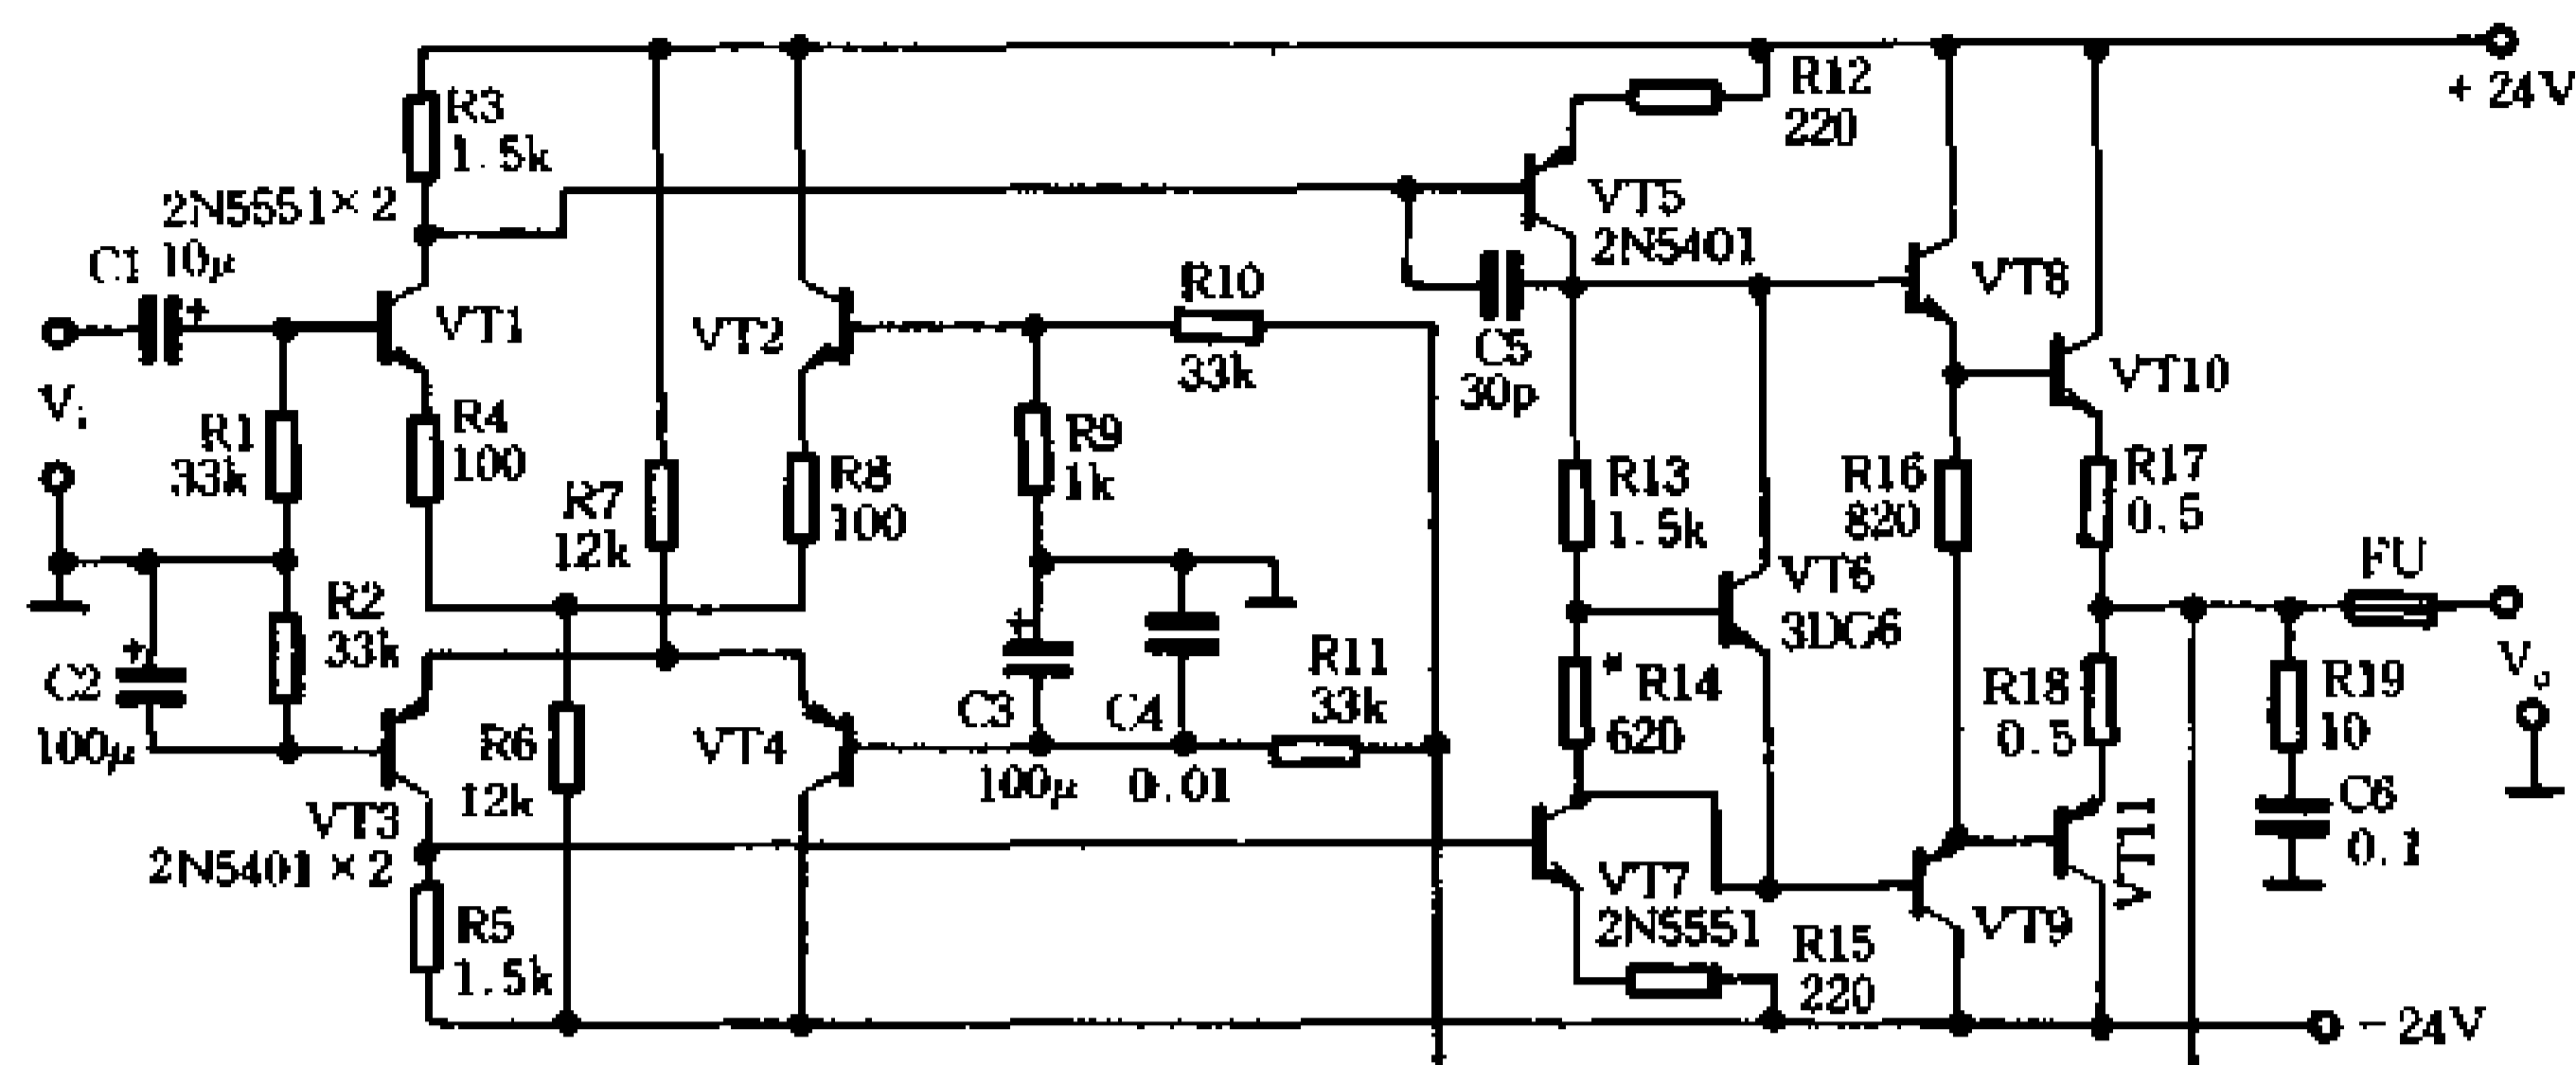 R3
1.5k
2N5551×2
C1
10μ
+
VT1
Vi
R1
33k
R4
100
R2
33k
+
C2
100μ
VT3
2N5401×2
R5
1.5k
R6
12k
R7
12k
VT2
R8
100
VT4
R10
33k
R9
1k
+
C3
100μ
C4
0.01
R11
33k
R12
220
VT5
2N5401
C5
30p
R13
1.5k
VT6
3DG6
* R14
620
VT7
2N5551
R15
220
VT8
VT10
R16
820
R17
0.5
R18
0.5
VT9
VT11
FU
Vo
R19
10
C6
0.1
+24V
-24V